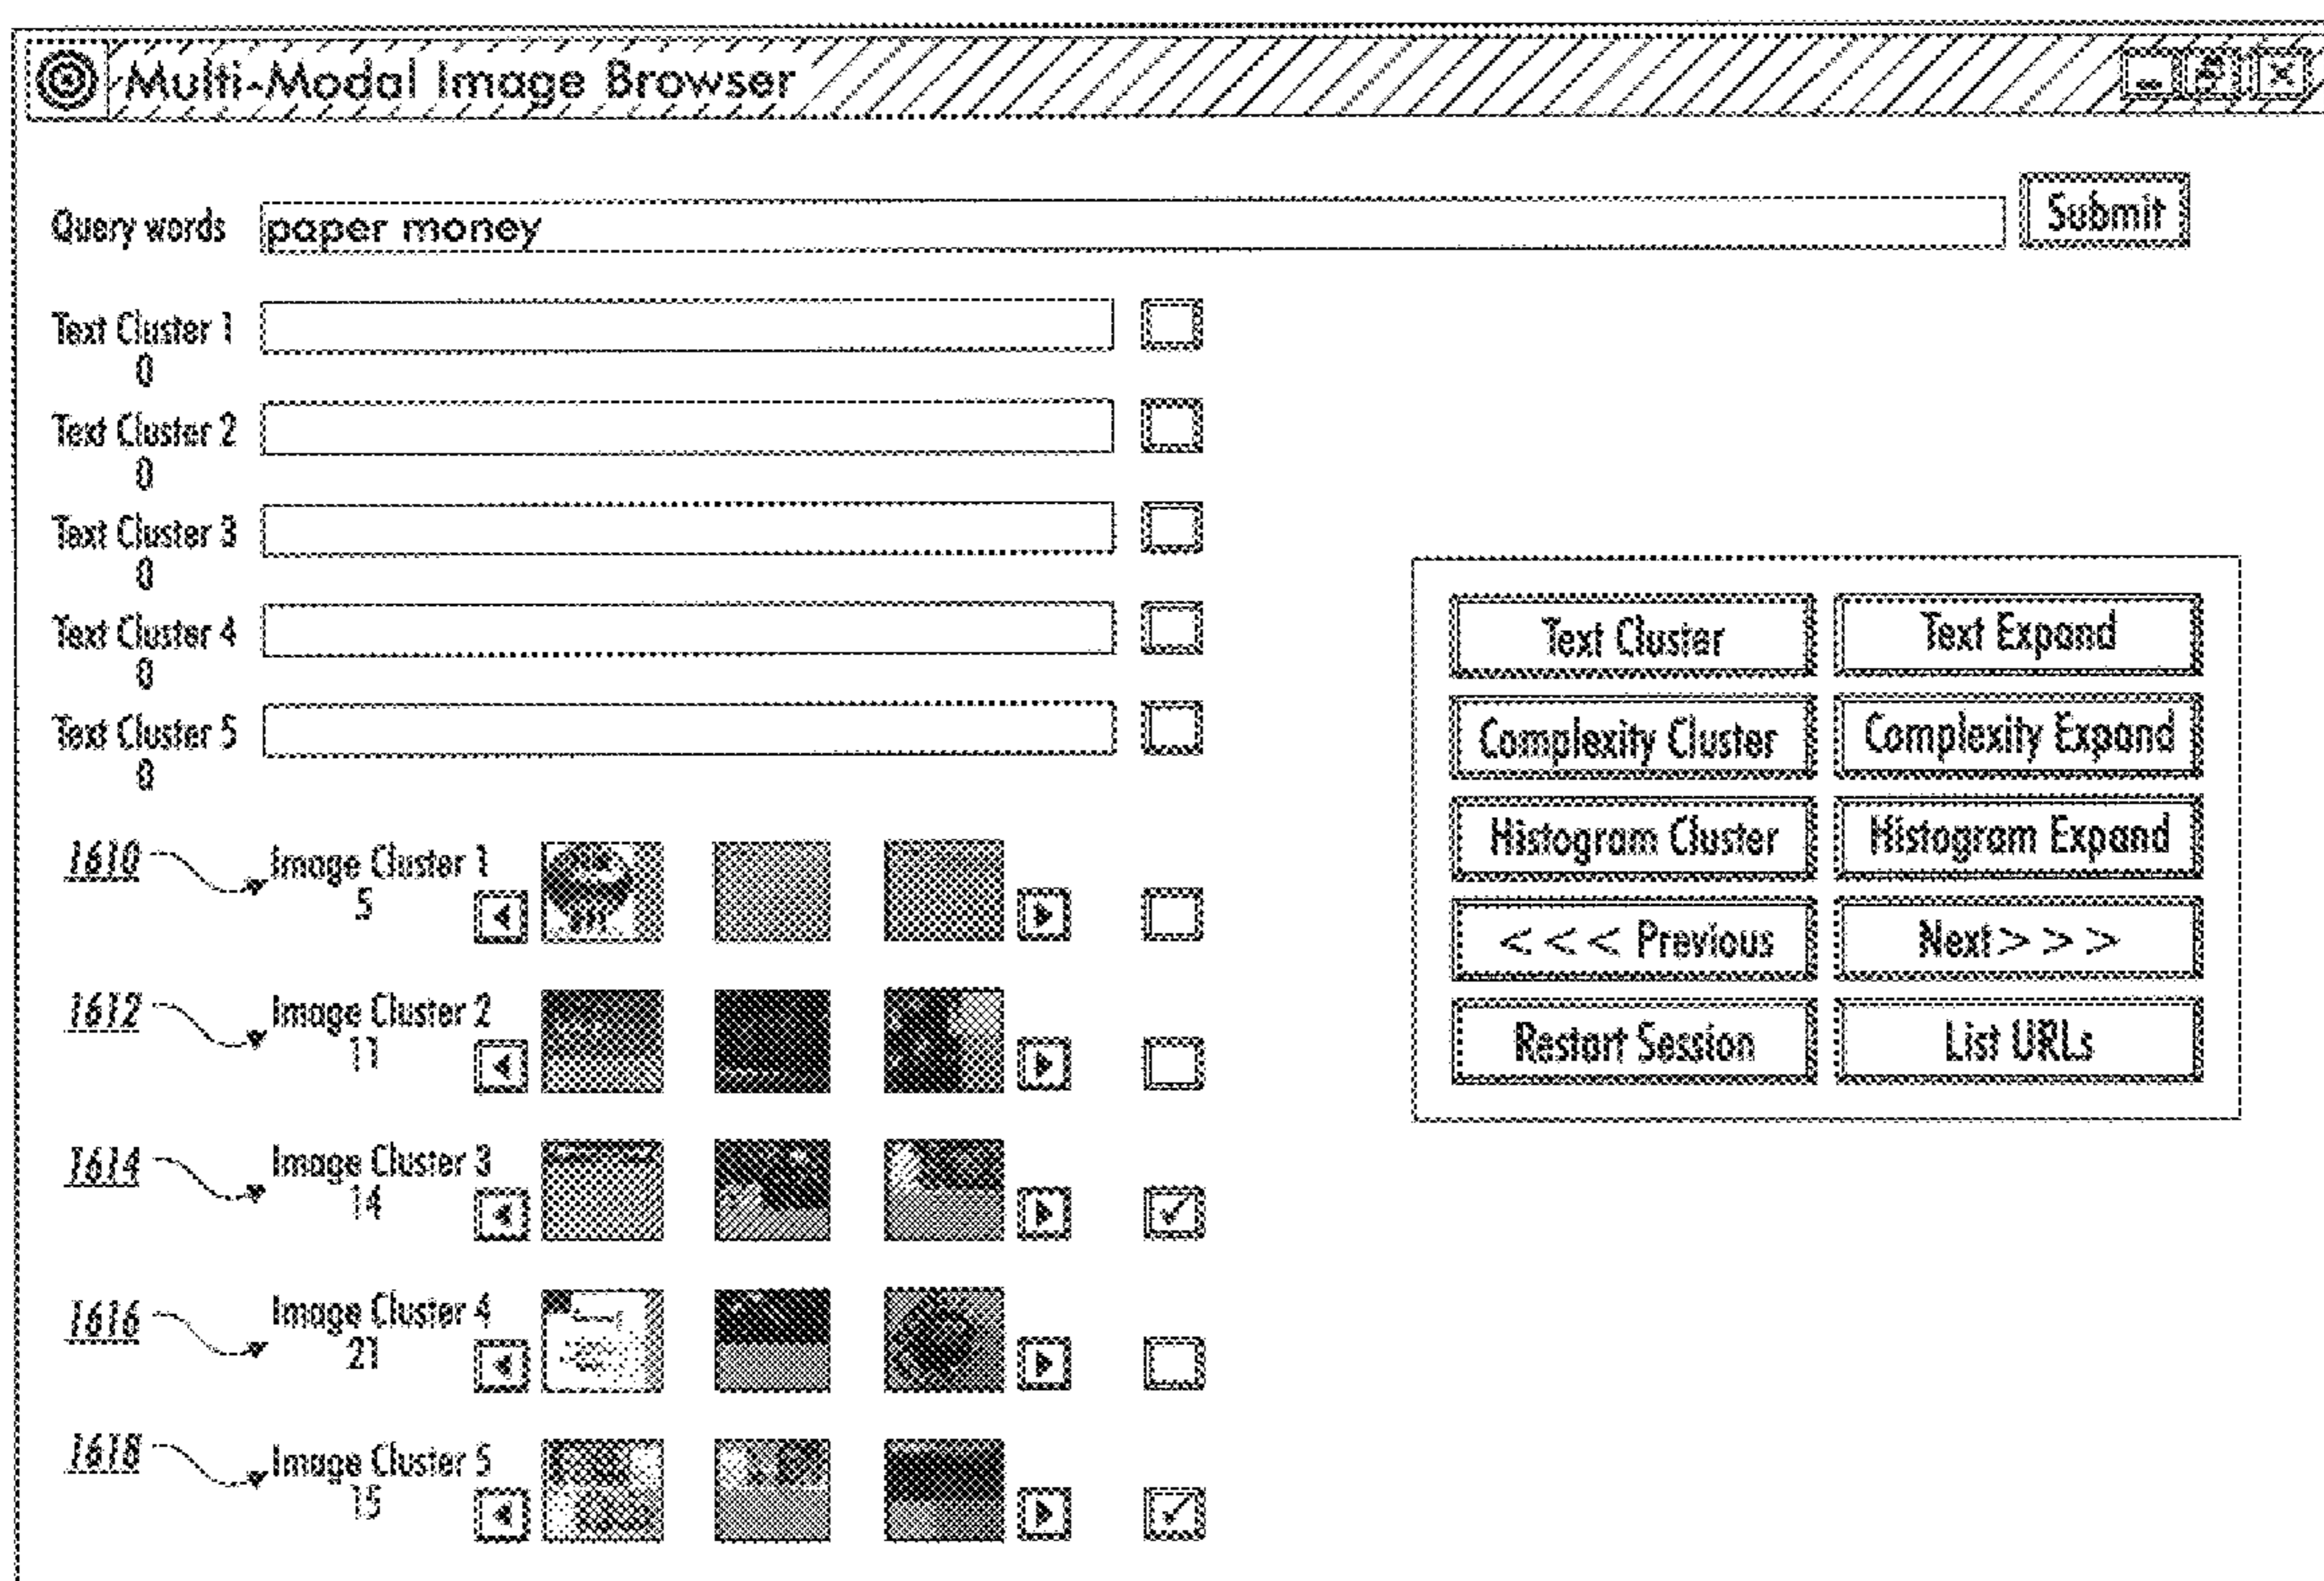 Multi-Modal Image Browser
Query words paper money Submit
Text Cluster 1
0
Text Cluster 2
0
Text Cluster 3
0
Text Cluster 4
0
Text Cluster 5
0
Text Cluster Text Expand
Complexity Cluster Complexity Expand
Histogram Cluster Histogram Expand
< < < Previous Next > > >
Restart Session List URLs
1610 Image Cluster 1
5
1612 Image Cluster 2
11
1614 Image Cluster 3
14
1616 Image Cluster 4
21
1618 Image Cluster 5
15